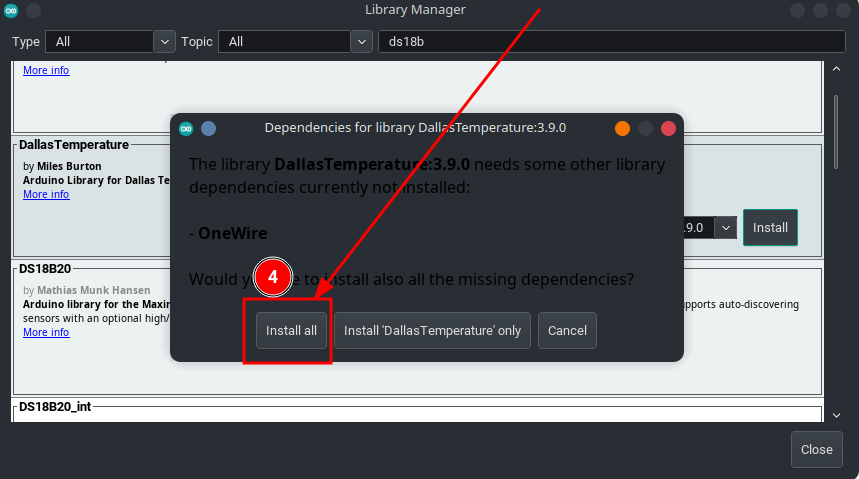 Library Manager
Type All Topic All ds18b
More info
DallasTemperature
by Miles Burton
Arduino Library for Dallas Te
More info
.9.0 Install
Dependencies for library DallasTemperature:3.9.0
The library DallasTemperature:3.9.0 needs some other library
dependencies currently not installed:
- OneWire
Would to install also all the missing dependencies?
4
Install all Install 'DallasTemperature' only Cancel
DS18B20
by Mathias Munk Hansen
Arduino library for the Maxi pports auto-discovering
sensors with an optional high/
More info
DS18B20_int
Close